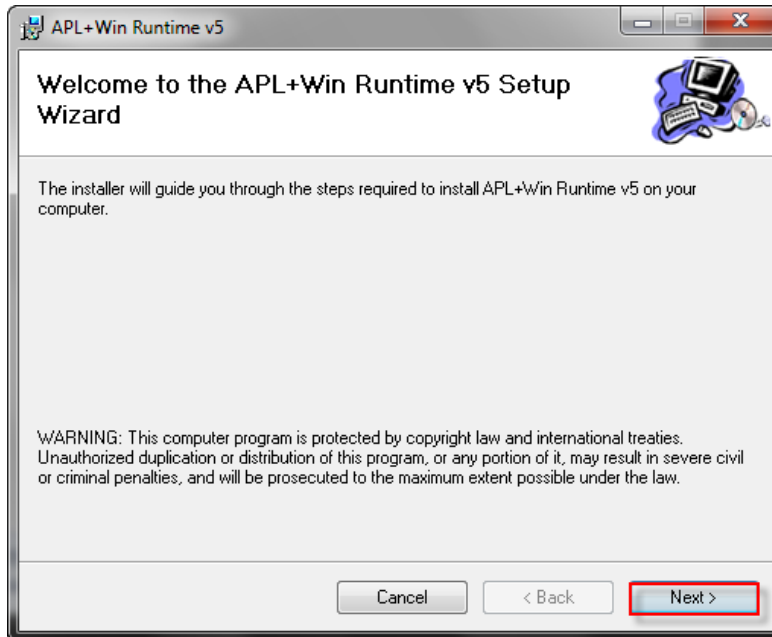 APL+Win Runtime v5
Welcome to the APL+Win Runtime v5 Setup
Wizard
The installer will guide you through the steps required to install APL+Win Runtime v5 on your
computer.
WARNING: This computer program is protected by copyright law and international treaties.
Unauthorized duplication or distribution of this program, or any portion of it, may result in severe civil
or criminal penalties, and will be prosecuted to the maximum extent possible under the law.
Cancel
< Back
Next >